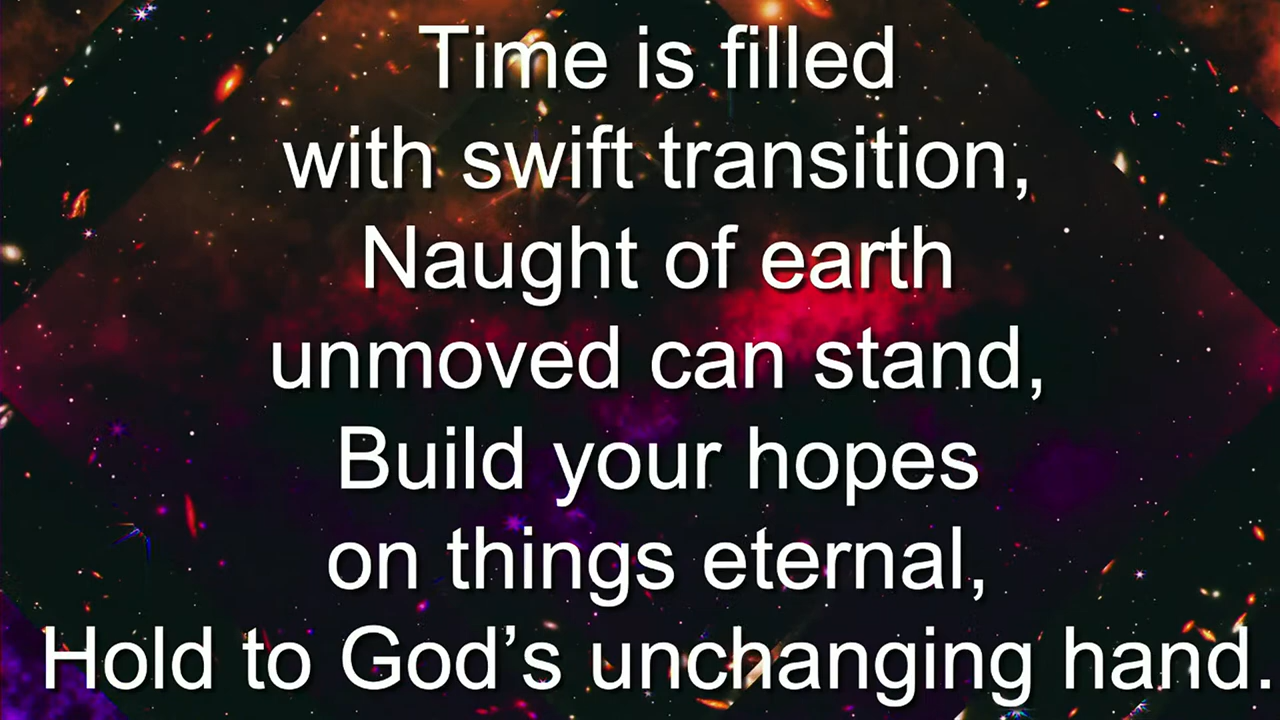 Time is filled
with swift transition,
Naught of earth
unmoved can stand,
Build your hopes
on things eternal,
Hold to God’s unchanging hand.